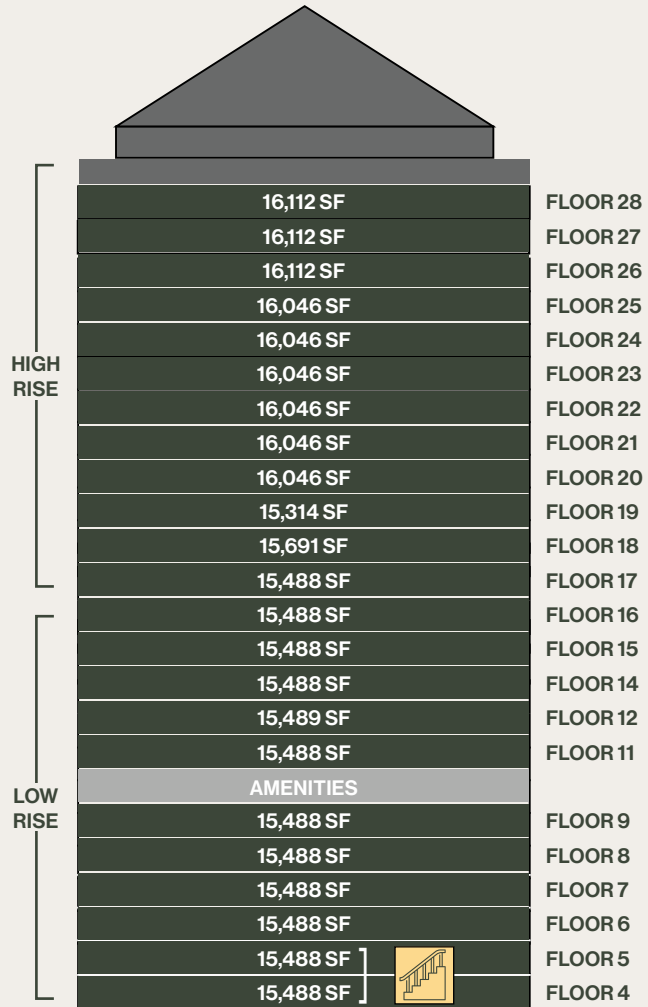 16,112 SF FLOOR 28
16,112 SF FLOOR 27
16,112 SF FLOOR 26
16,046 SF FLOOR 25
16,046 SF FLOOR 24
HIGH
RISE
16,046 SF FLOOR 23
16,046 SF FLOOR 22
16,046 SF FLOOR 21
16,046 SF FLOOR 20
15,314 SF FLOOR 19
15,691 SF FLOOR 18
15,488 SF FLOOR 17
15,488 SF FLOOR 16
15,488 SF FLOOR 15
15,488 SF FLOOR 14
15,489 SF FLOOR 12
15,488 SF FLOOR 11
AMENITIES
LOW
RISE
15,488 SF FLOOR 9
15,488 SF FLOOR 8
15,488 SF FLOOR 7
15,488 SF FLOOR 6
15,488 SF FLOOR 5
15,488 SF FLOOR 4